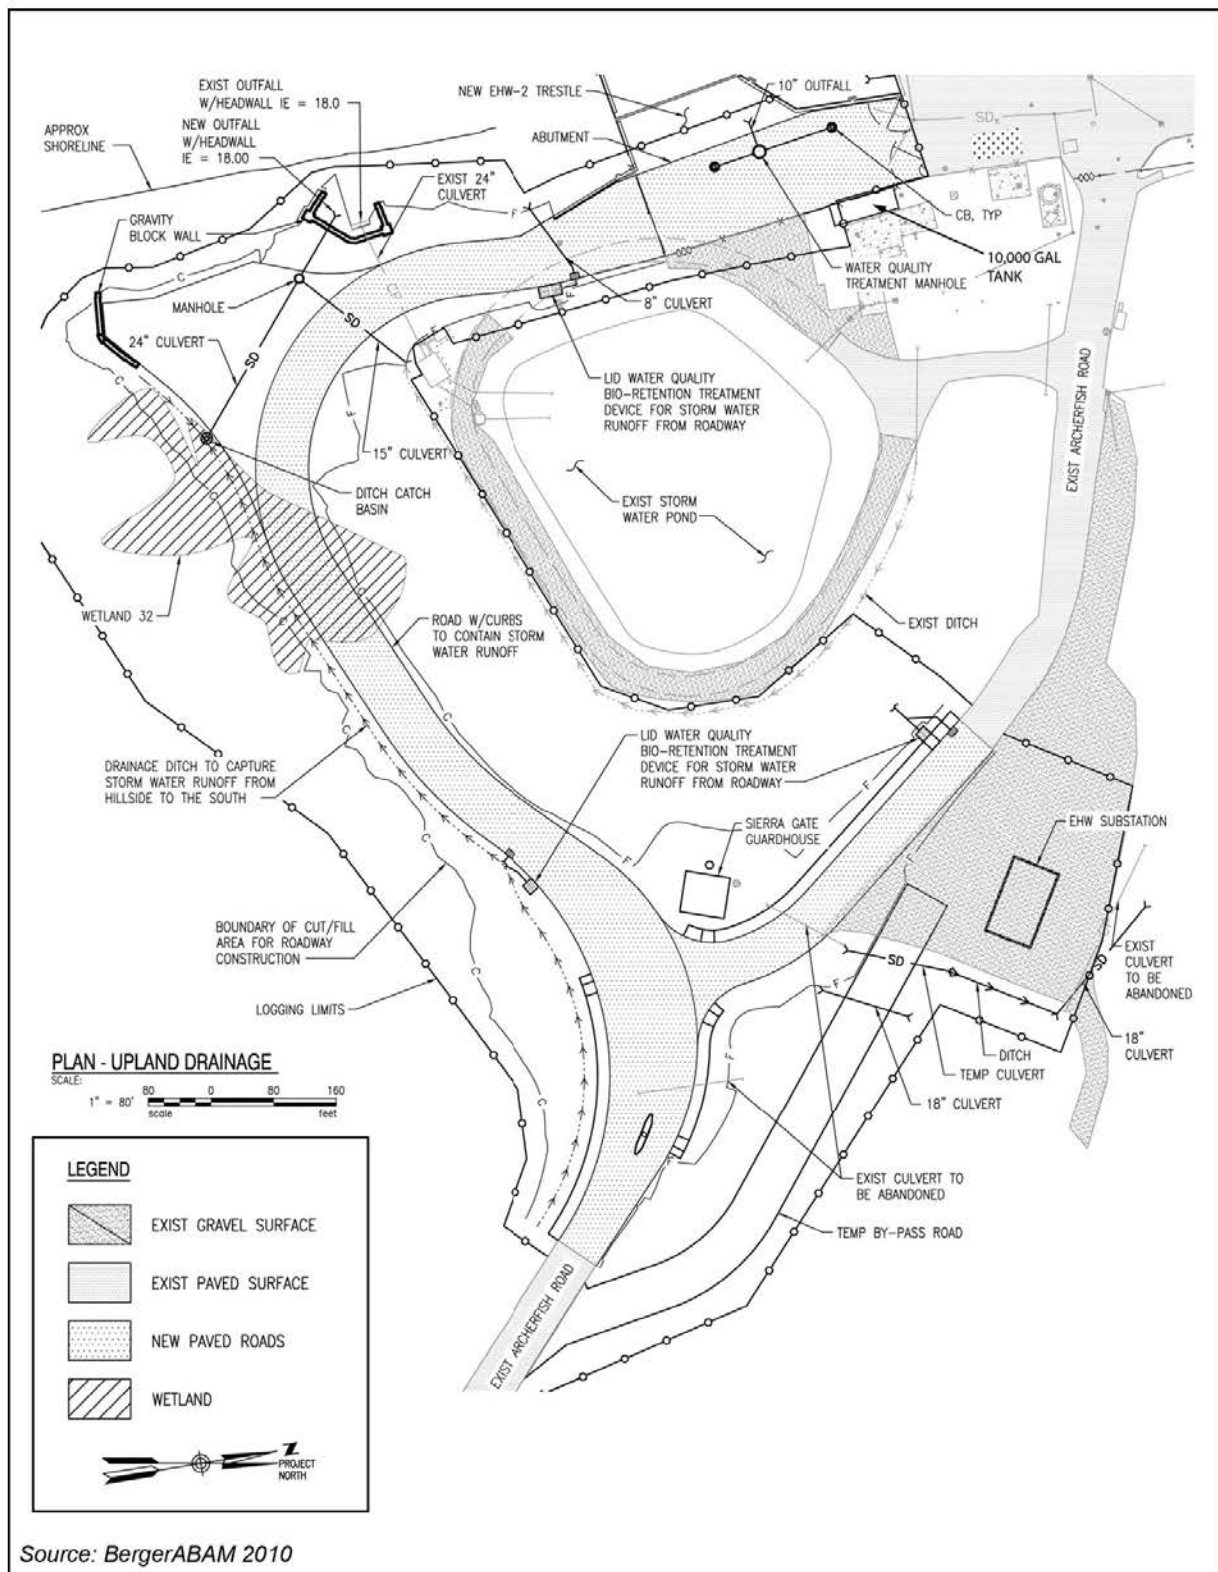 EXIST OUTFALL
W/HEADWALL IE = 18.0
NEW OUTFALL
W/HEADWALL
IE = 18.00
APPROX
SHORELINE
NEW EHW-2 TRESTLE
10" OUTFALL
ABUTMENT
SD
EXIST 24"
CULVERT
GRAVITY
BLOCK WALL
F
CB, TYP
10,000 GAL
TANK
WATER QUALITY
TREATMENT MANHOLE
C
MANHOLE
SD
8" CULVERT
F
24" CULVERT
SD
LID WATER QUALITY
BIO-RETENTION TREATMENT
DEVICE FOR STORM WATER
RUNOFF FROM ROADWAY
EXIST ARCHERFISH ROAD
C
F
15" CULVERT
DITCH CATCH
BASIN
C
EXIST STORM
WATER POND
WETLAND 32
ROAD W/CURBS
TO CONTAIN STORM
WATER RUNOFF
EXIST DITCH
C
C
C
DRAINAGE DITCH TO CAPTURE
STORM WATER RUNOFF FROM
HILLSIDE TO THE SOUTH
LID WATER QUALITY
BIO-RETENTION TREATMENT
DEVICE FOR STORM WATER
RUNOFF FROM ROADWAY
F
SIERRA GATE
GUARDHOUSE
EHW SUBSTATION
C
F
F
BOUNDARY OF CUT/FILL
AREA FOR ROADWAY
CONSTRUCTION
SD
SD
EXIST
CULVERT
TO BE
ABANDONED
LOGGING LIMITS
F
DITCH
TEMP CULVERT
18"
CULVERT
18" CULVERT
F
C
EXIST CULVERT TO
BE ABANDONED
F
TEMP BY-PASS ROAD
EXIST ARCHERFISH ROAD
PLAN - UPLAND DRAINAGE
SCALE:
1" = 80'
80 0 80 160
scale feet
LEGEND
EXIST GRAVEL SURFACE
EXIST PAVED SURFACE
NEW PAVED ROADS
WETLAND
Z
PROJECT
NORTH
Source: BergerABAM 2010